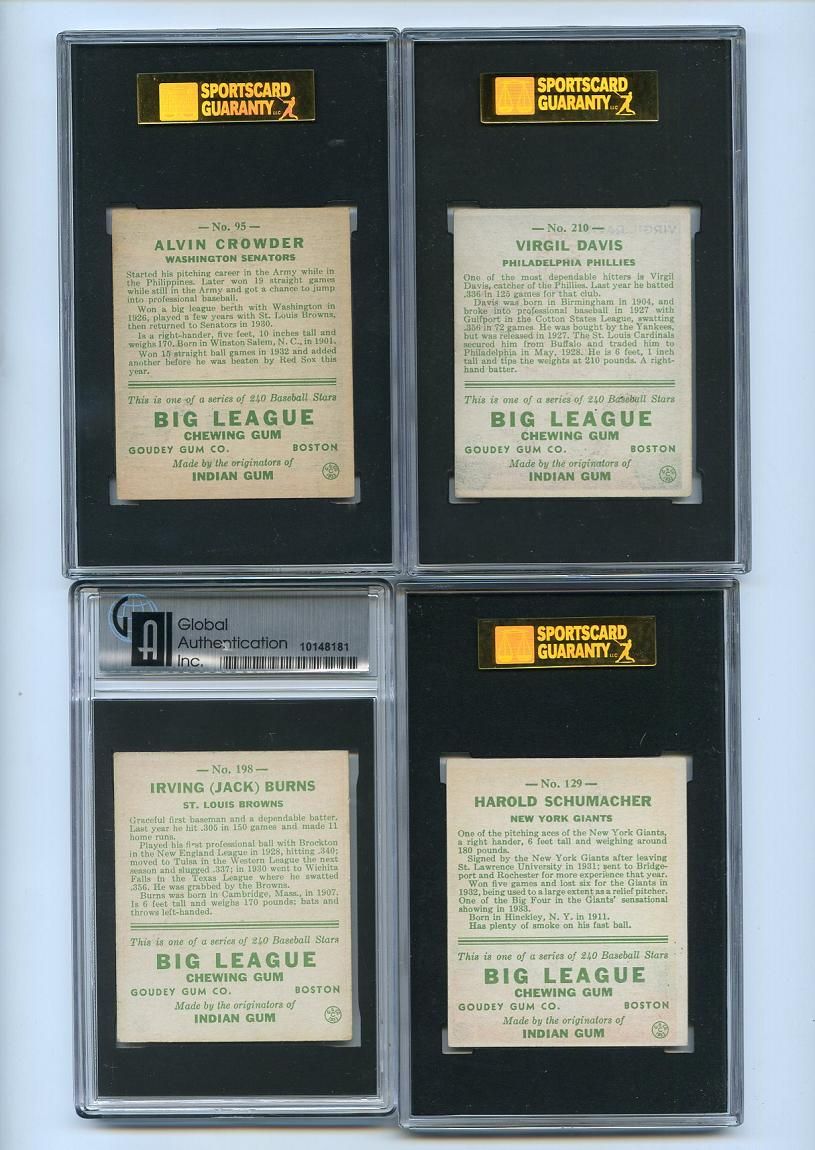 SPORTSCARD
GUARANTY LLC
— No. 95 —
ALVIN CROWDER
WASHINGTON SENATORS
Started his pitching career in the Army while in
the Philippines. Later won 19 straight games
while still in the Army and got a chance to jump
into professional baseball.
Won a big league berth with Washington in
1926, played a few years with St. Louis Browns,
then returned to Senators in 1930.
Is a right-hander, five feet, 10 inches tall and
weighs 170. Born in Winston Salem, N. C., in 1901.
Won 15 straight ball games in 1932 and added
another before he was beaten by Red Sox this
year.
This is one of a series of 240 Baseball Stars
BIG LEAGUE
CHEWING GUM
GOUDEY GUM CO. BOSTON
Made by the originators of
INDIAN GUM
SPORTSCARD
GUARANTY LLC
— No. 210 —
VIRGIL DAVIS
PHILADELPHIA PHILLIES
One of the most dependable hitters is Virgil
Davis, catcher of the Phillies. Last year he batted
.336 in 125 games for that club.
Davis was born in Birmingham in 1904, and
broke into professional baseball in 1927 with
Gulfport in the Cotton States League, swatting
.356 in 72 games. He was bought by the Yankees,
but was released in 1927. The St. Louis Cardinals
secured him from Buffalo and traded him to
Philadelphia in May, 1928. He is 6 feet, 1 inch
tall and tips the weights at 210 pounds. A right-
hand batter.
This is one of a series of 240 Baseball Stars
BIG LEAGUE
CHEWING GUM
GOUDEY GUM CO. BOSTON
Made by the originators of
INDIAN GUM
GA
Global
Authentication
Inc. 10148181
— No. 198 —
IRVING (JACK) BURNS
ST. LOUIS BROWNS
Graceful first baseman and a dependable batter.
Last year he hit .305 in 150 games and made 11
home runs.
Played his first professional ball with Brockton
in the New England League in 1928, hitting .340;
moved to Tulsa in the Western League the next
season and slugged .337; in 1930 went to Wichita
Falls in the Texas League where he swatted
.356. He was grabbed by the Browns.
Burns was born in Cambridge, Mass., in 1907.
Is 6 feet tall and weighs 170 pounds; bats and
throws left-handed.
This is one of a series of 240 Baseball Stars
BIG LEAGUE
CHEWING GUM
GOUDEY GUM CO. BOSTON
Made by the originators of
INDIAN GUM
SPORTSCARD
GUARANTY LLC
— No. 129 —
HAROLD SCHUMACHER
NEW YORK GIANTS
One of the pitching aces of the New York Giants,
a right hander, 6 feet tall and weighing around
180 pounds.
Signed by the New York Giants after leaving
St. Lawrence University in 1931; sent to Bridge-
port and Rochester for more experience that year.
Won five games and lost six for the Giants in
1932, being used to a large extent as a relief pitcher.
One of the Big Four in the Giants' sensational
showing in 1933.
Born in Hinckley, N. Y. in 1911.
Has plenty of smoke on his fast ball.
This is one of a series of 240 Baseball Stars
BIG LEAGUE
CHEWING GUM
GOUDEY GUM CO. BOSTON
Made by the originators of
INDIAN GUM